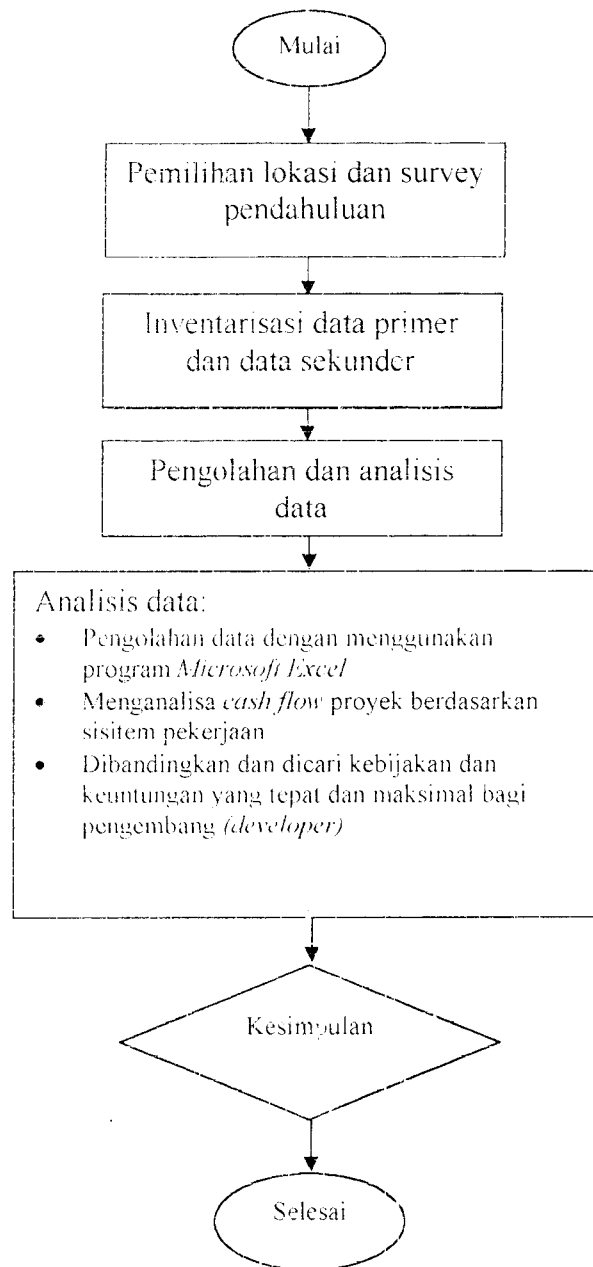 Mulai
Pemilihan lokasi dan survey
pendahuluan
Inventarisasi data primer
dan data sekunder
Pengolahan dan analisis
data
Analisis data:
• Pengolahan data dengan menggunakan
program Microsoft Excel
• Menganalisa cash flow proyek berdasarkan
sisitem pekerjaan
• Dibandingkan dan dicari kebijakan dan
keuntungan yang tepat dan maksimal bagi
pengembang (developer)
Kesimpulan
Selesai